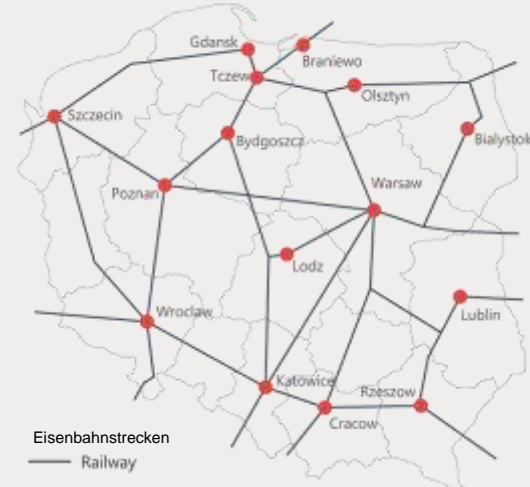 Gdansk
Braniewo
Tczew
Olsztyn
Szczecin
Bydgoszcz
Bialystok
Poznan
Warsaw
Lodz
Lublin
Wroclaw
Katowice
Rzeszow
Cracow
Eisenbahnstrecken
Railway